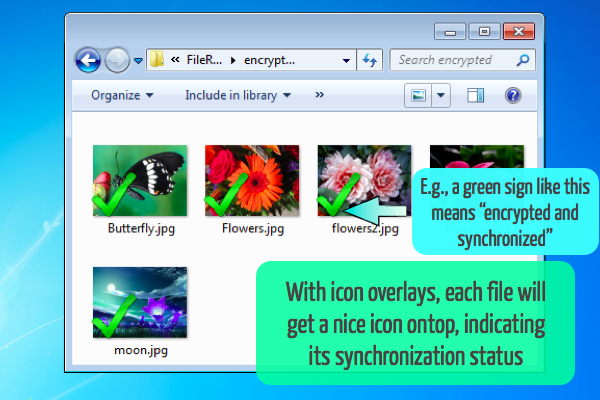 « FileR... ▸ encrypt...
Search encrypted
Organize
Include in library
»
Butterfly.jpg
Flowers.jpg
flowers2.jpg
E.g., a green sign like this
means “encrypted and
synchronized”
With icon overlays, each file will
get a nice icon ontop, indicating
its synchronization status
moon.jpg